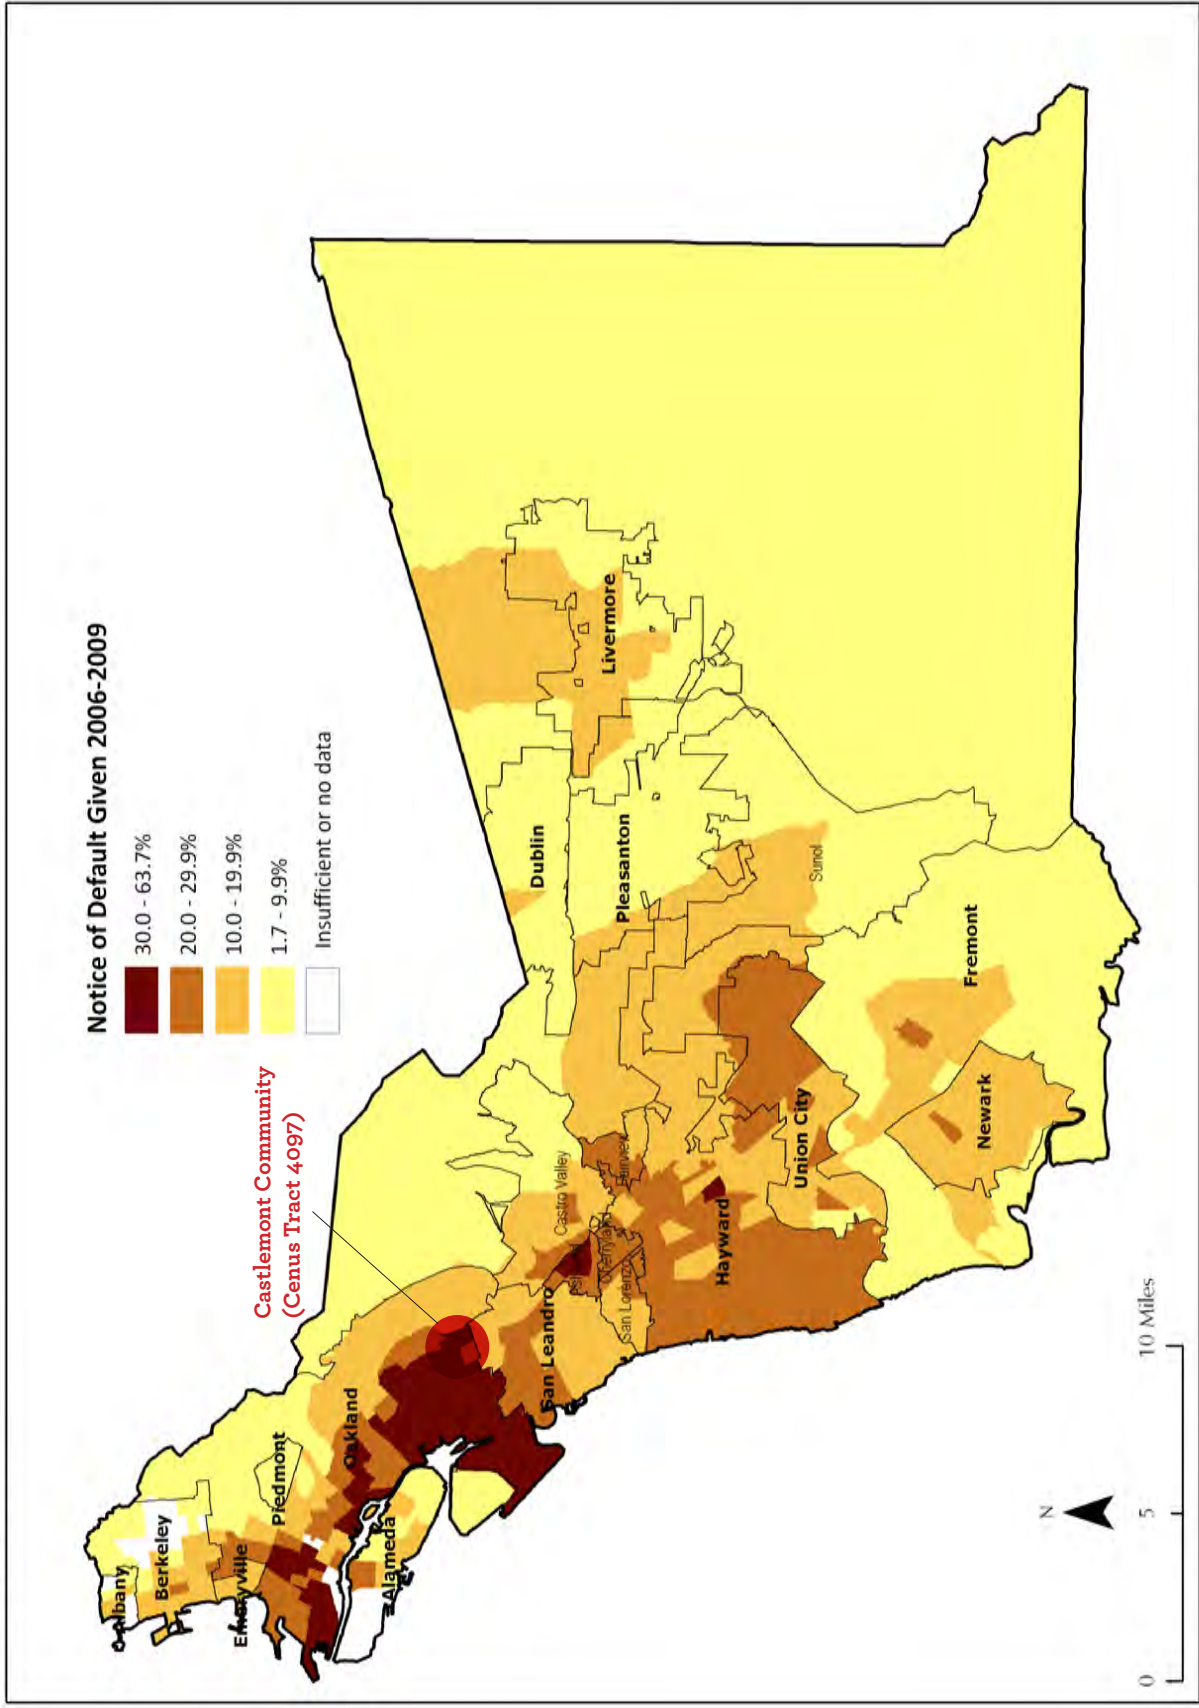 Notice of Default Given 2006-2009
30.0 - 63.7%
20.0 - 29.9%
10.0 - 19.9%
1.7 - 9.9%
Insufficient or no data
Castlemont Community
(Cenus Tract 4097)
Albany
Berkeley
Emeryville
Piedmont
Oakland
Alameda
San Leandro
Castro Valley
Cherryland
San Lorenzo
Fairview
Hayward
Union City
Newark
Fremont
Sunol
Dublin
Pleasanton
Livermore
N
0
5
10 Miles